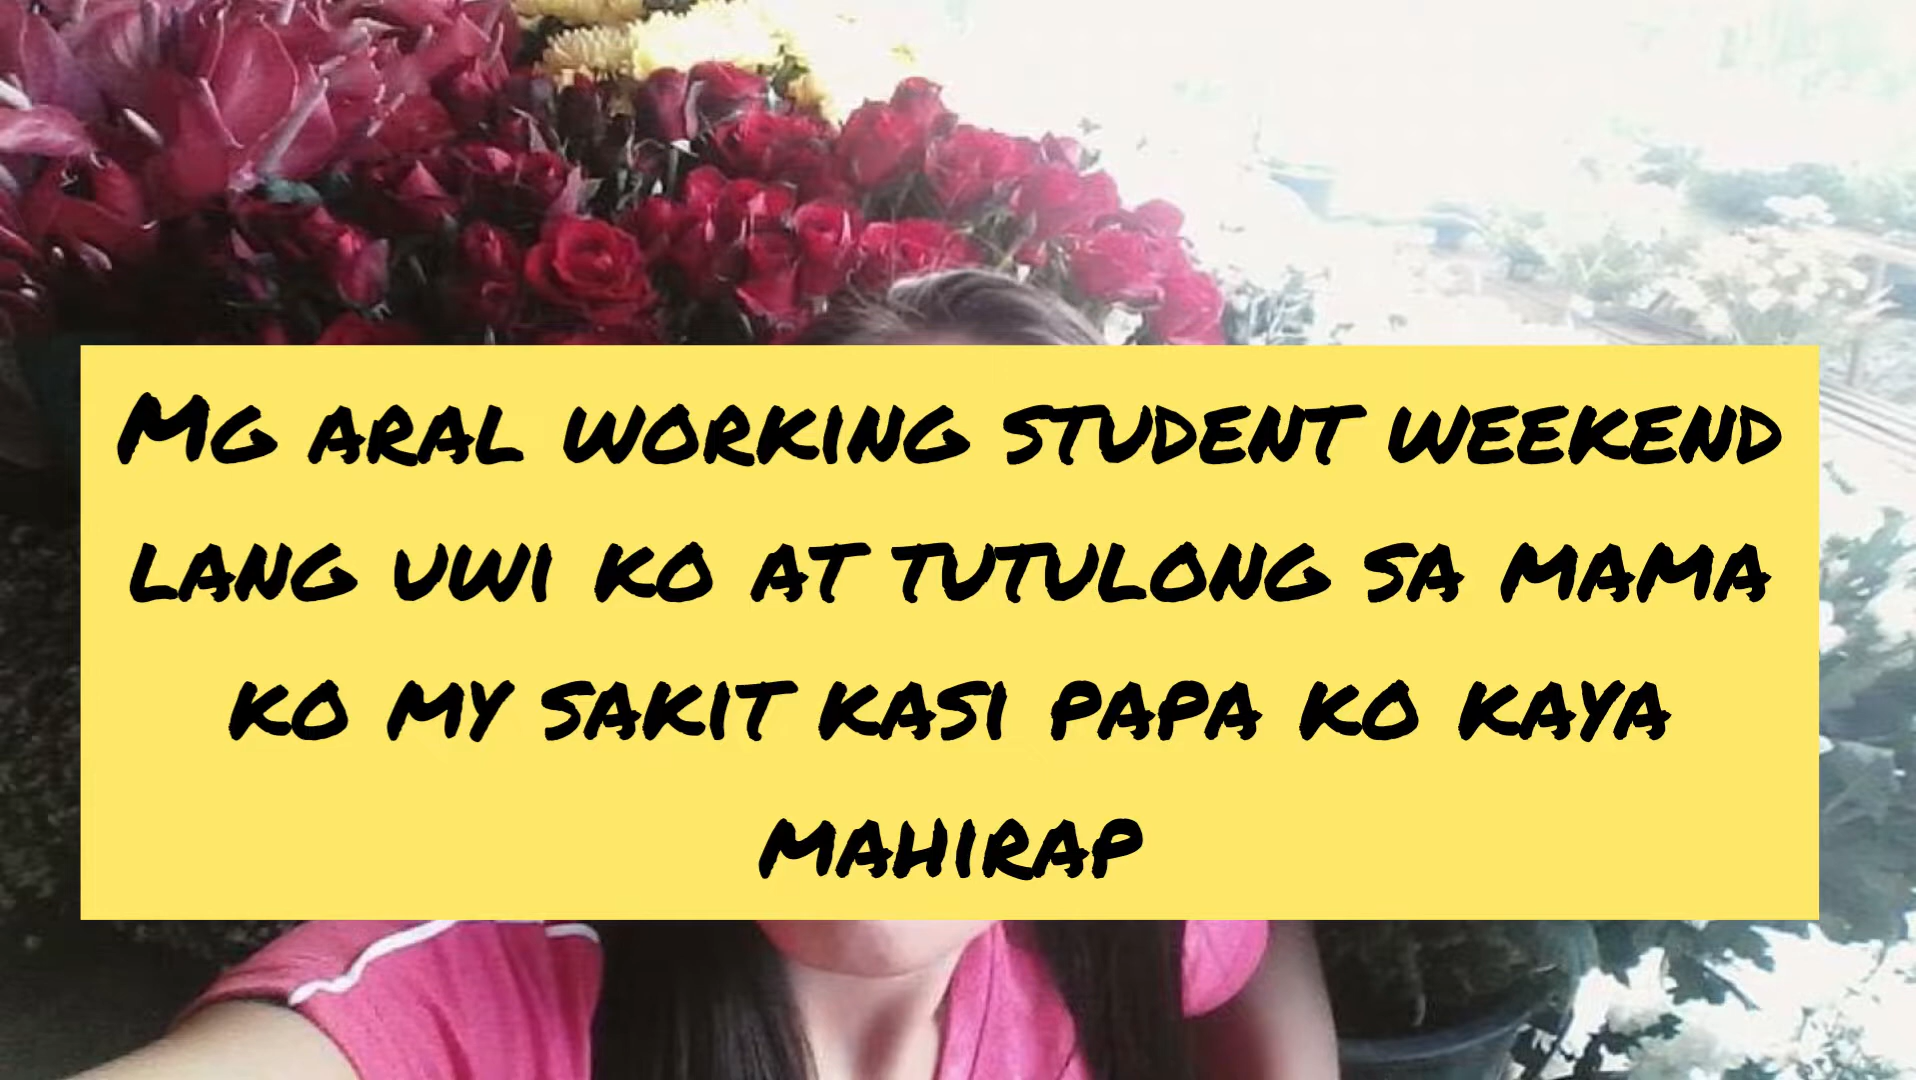 Mg aral working student weekend
lang uwi ko at tutulong sa mama
ko my sakit kasi papa ko kaya
mahirap